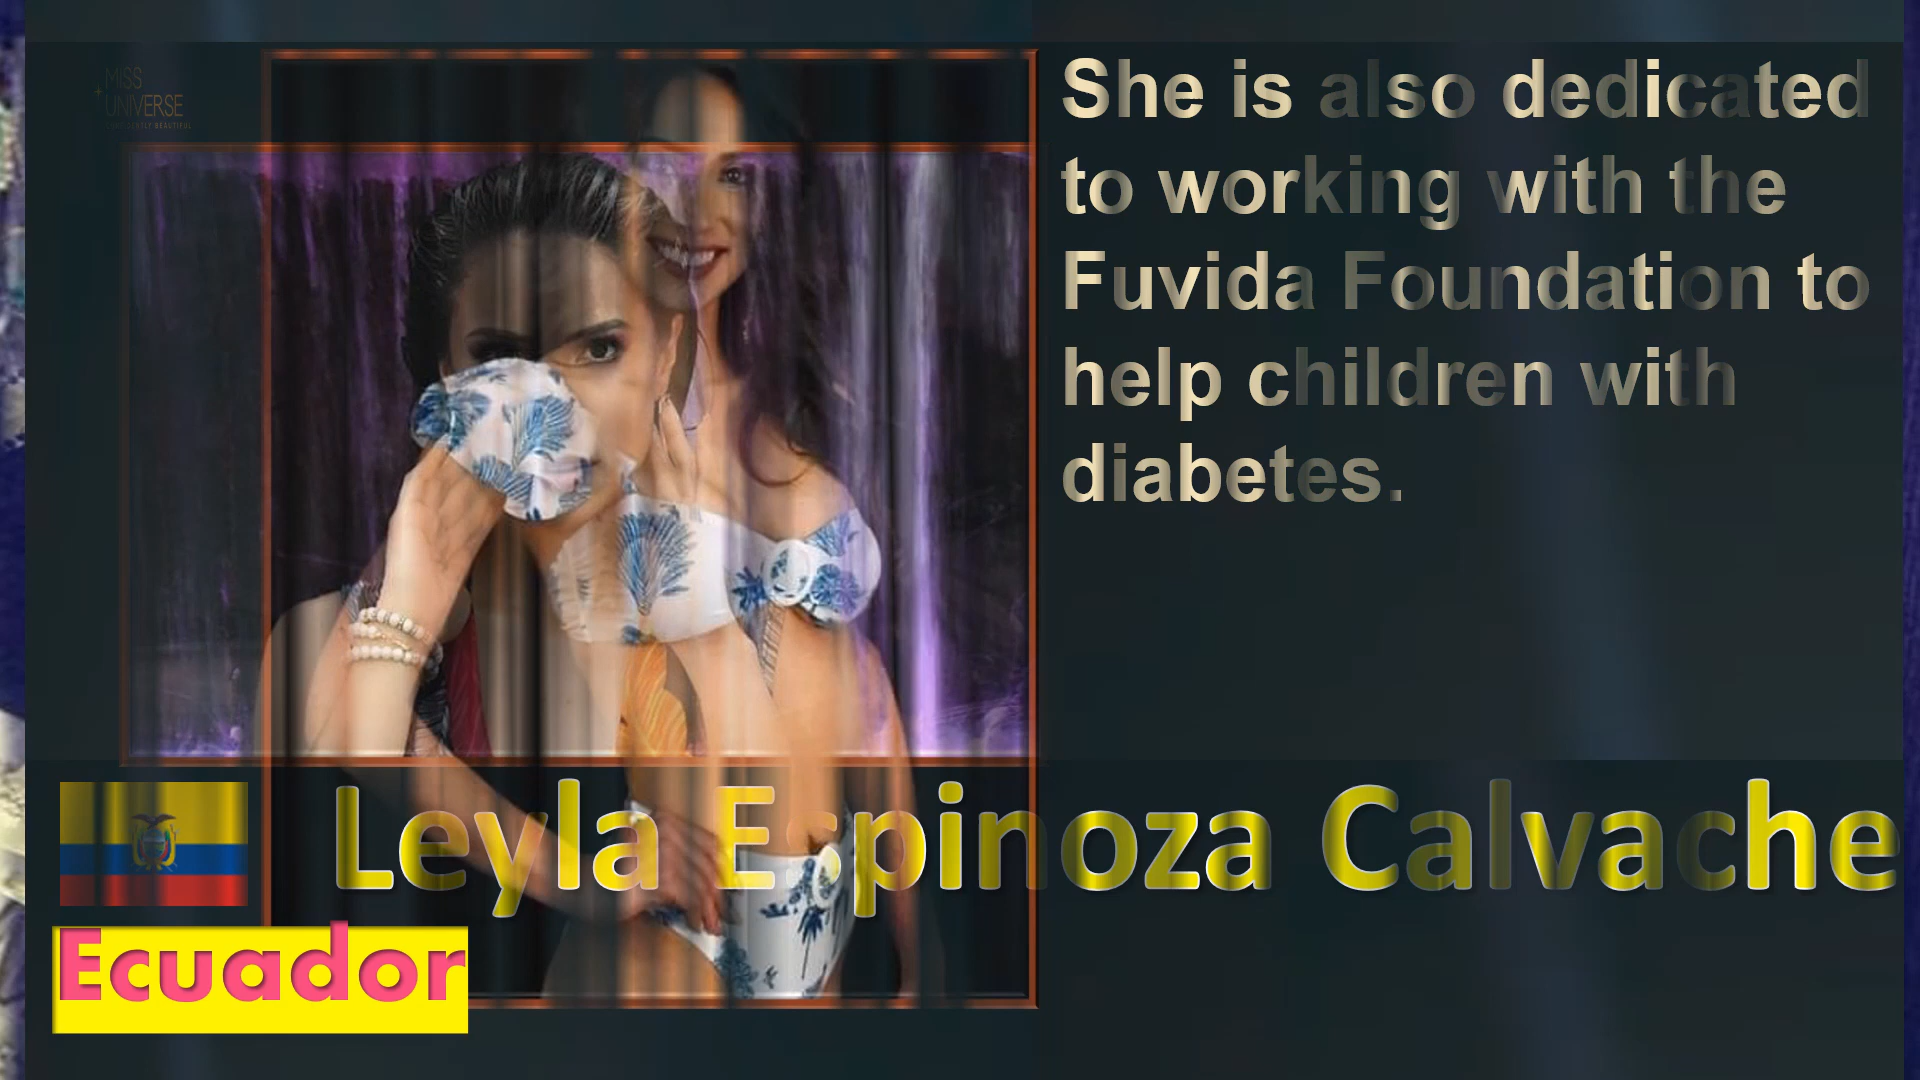 MISS
UNIVERSE
She is also dedicated
to working with the
Fuvida Foundation to
help children with
diabetes.
Leyla Espinoza Calvache
Ecuador